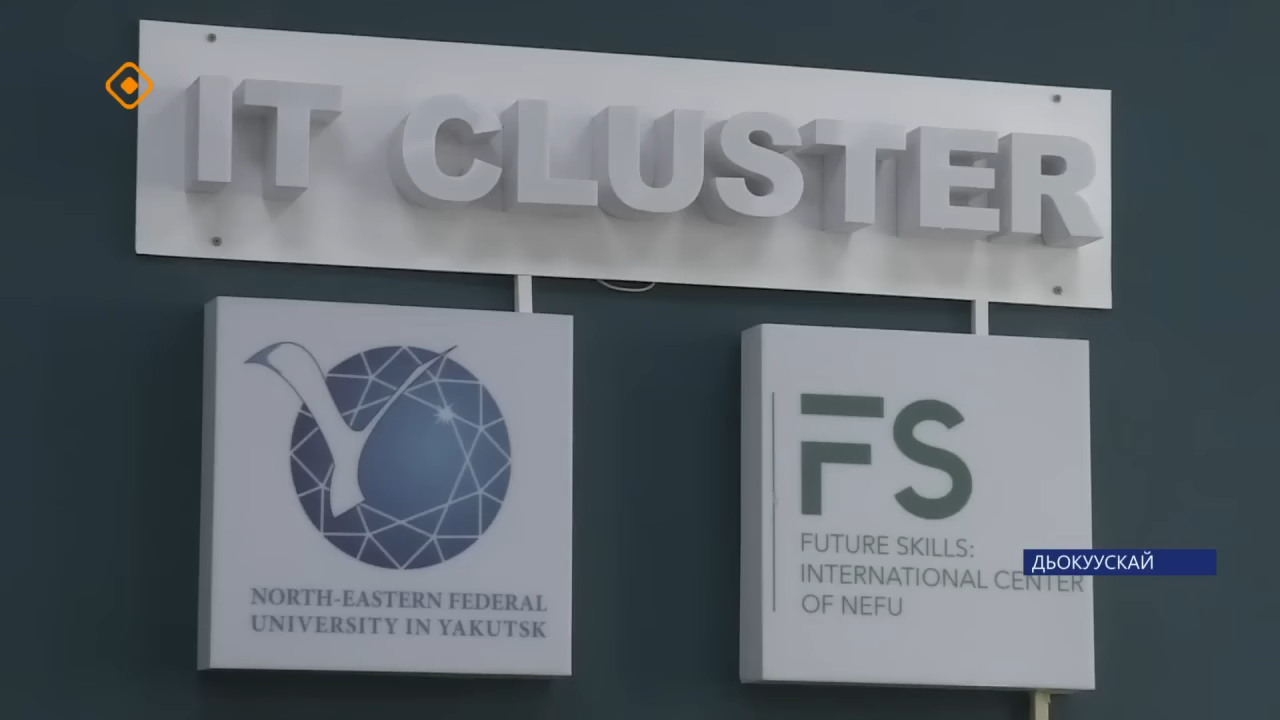 IT CLUSTER
NORTH-EASTERN FEDERAL
UNIVERSITY IN YAKUTSK
FS
FUTURE SKILLS:
INTERNATIONAL CENTER
OF NEFU
ДЬОКУУСКАЙ